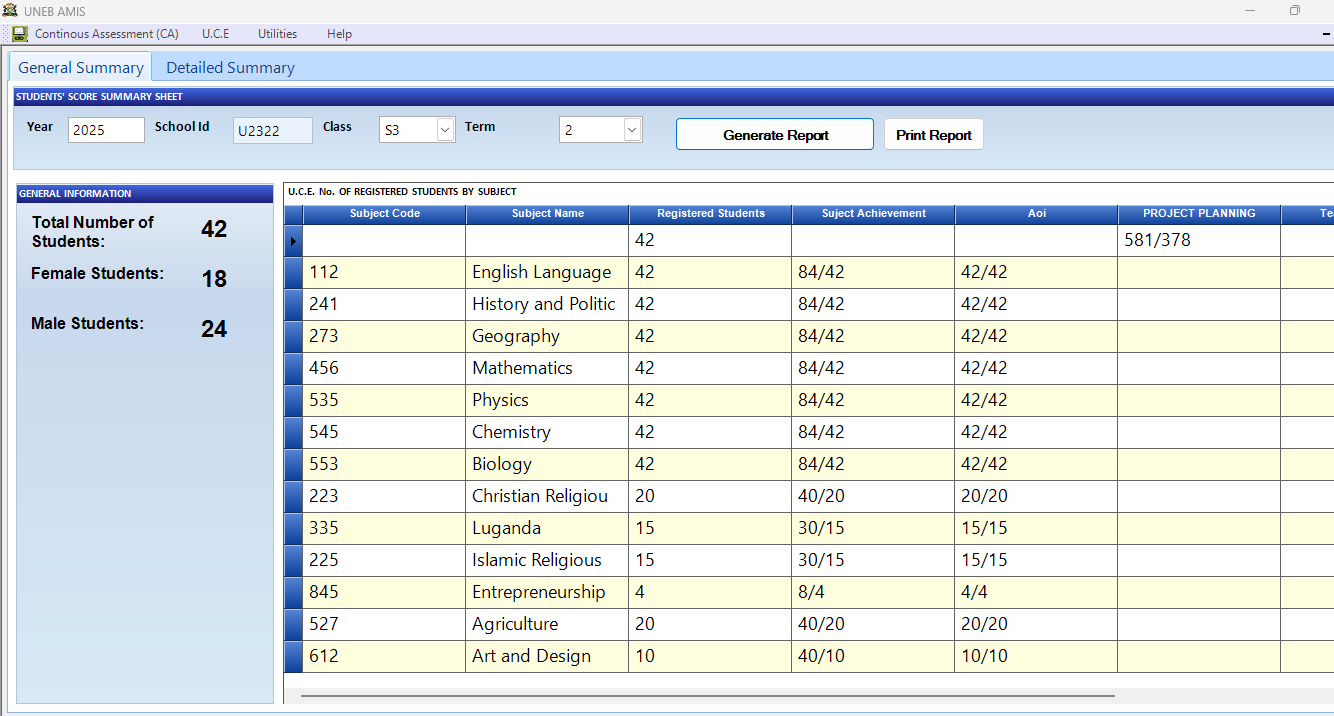 UNEB AMIS
Continous Assessment (CA) U.C.E Utilities Help
General Summary Detailed Summary
STUDENTS' SCORE SUMMARY SHEET
Year 2025 School Id U2322 Class S3 Term 2 Generate Report Print Report
GENERAL INFORMATION
Total Number of Students: 42
Female Students: 18
Male Students: 24
U.C.E. No. OF REGISTERED STUDENTS BY SUBJECT
Subject Code Subject Name Registered Students Suject Achievement Aoi PROJECT PLANNING Te
42 581/378
112 English Language 42 84/42 42/42
241 History and Politic 42 84/42 42/42
273 Geography 42 84/42 42/42
456 Mathematics 42 84/42 42/42
535 Physics 42 84/42 42/42
545 Chemistry 42 84/42 42/42
553 Biology 42 84/42 42/42
223 Christian Religiou 20 40/20 20/20
335 Luganda 15 30/15 15/15
225 Islamic Religious 15 30/15 15/15
845 Entrepreneurship 4 8/4 4/4
527 Agriculture 20 40/20 20/20
612 Art and Design 10 40/10 10/10